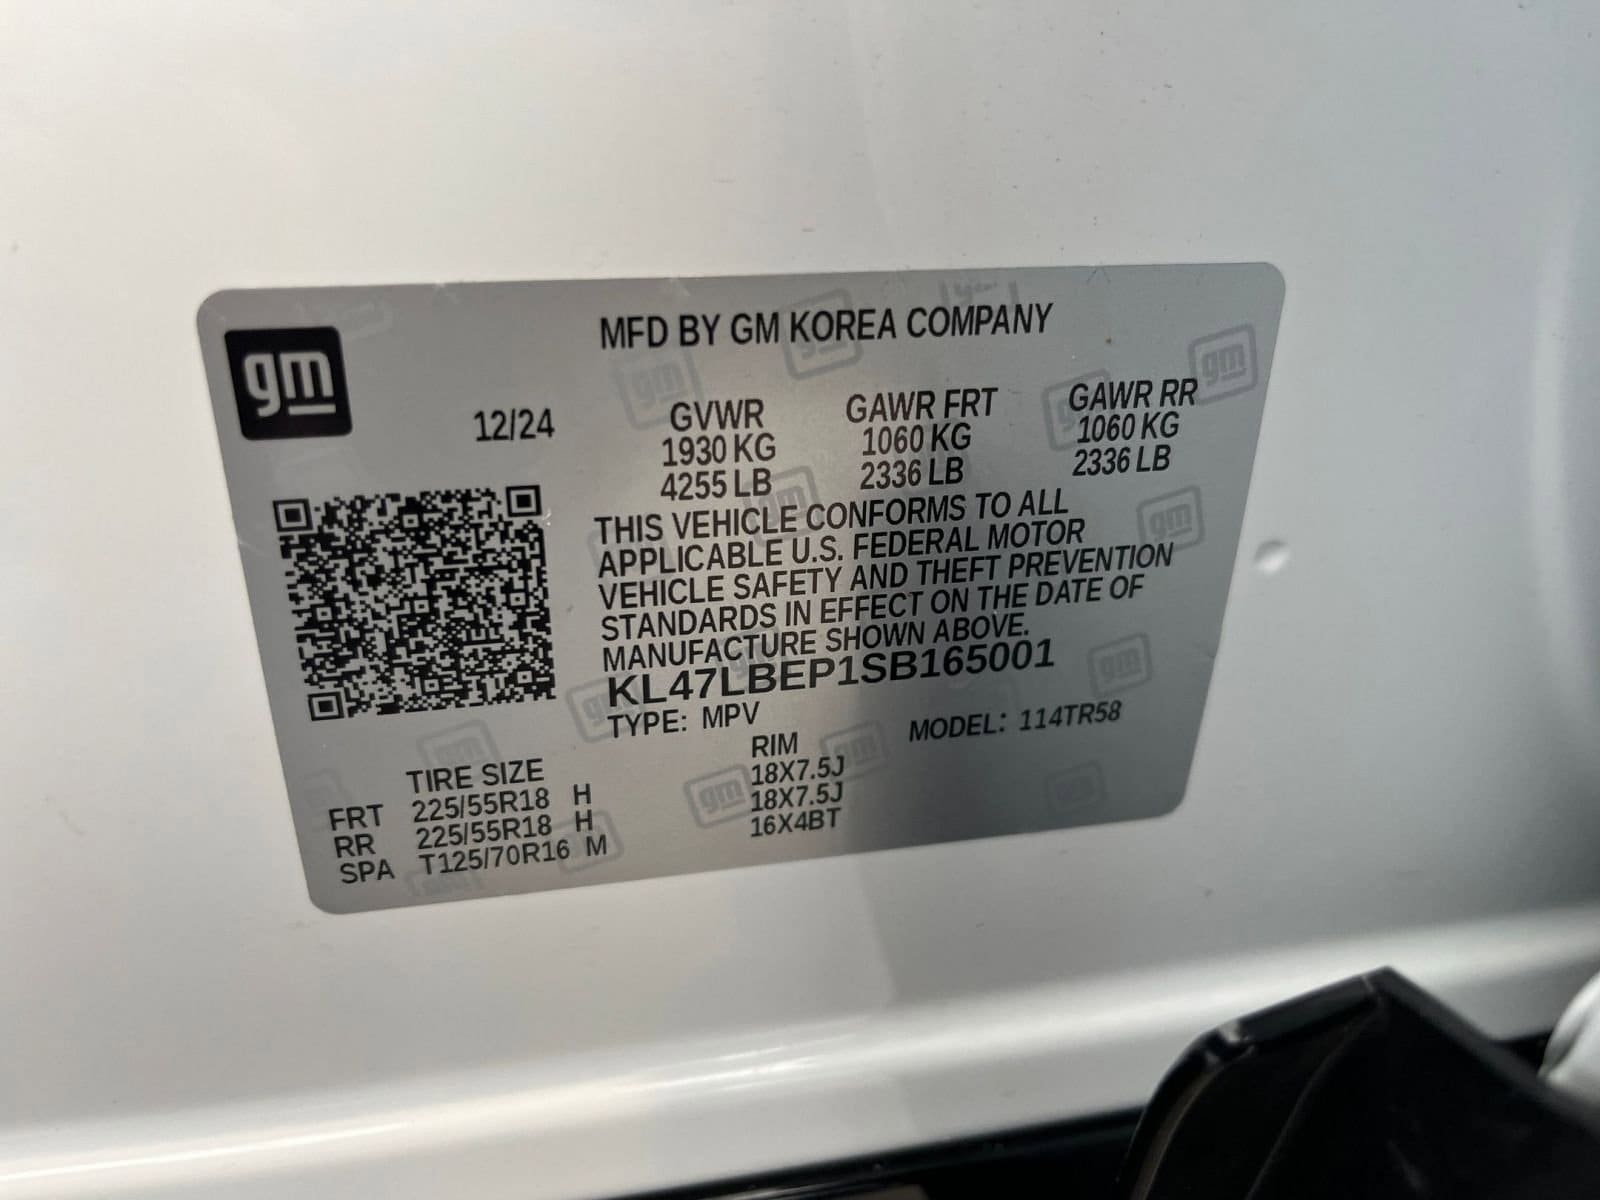 gm
MFD BY GM KOREA COMPANY
12/24
GVWR GAWR FRT GAWR RR
1930 KG 1060 KG 1060 KG
4255 LB 2336 LB 2336 LB
THIS VEHICLE CONFORMS TO ALL
APPLICABLE U.S. FEDERAL MOTOR
VEHICLE SAFETY AND THEFT PREVENTION
STANDARDS IN EFFECT ON THE DATE OF
MANUFACTURE SHOWN ABOVE.
KL47LBEP1SB165001
TYPE: MPV MODEL: 114TR58
TIRE SIZE RIM
FRT 225/55R18 H 18X7.5J
RR 225/55R18 H 18X7.5J
SPA T125/70R16 M 16X4BT